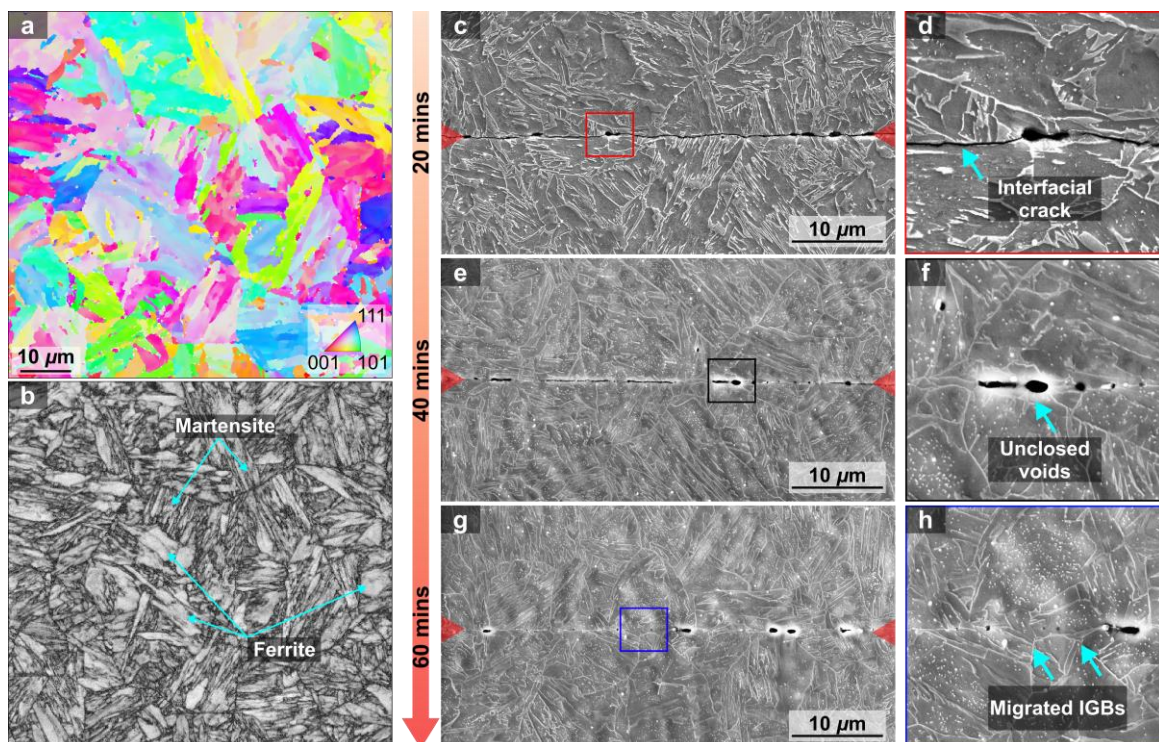 a
111
001 101
10 µm
b
Martensite
Ferrite
20 mins
40 mins
60 mins
c
10 µm
d
Interfacial
crack
e
10 µm
f
Unclosed
voids
g
10 µm
h
Migrated IGBs